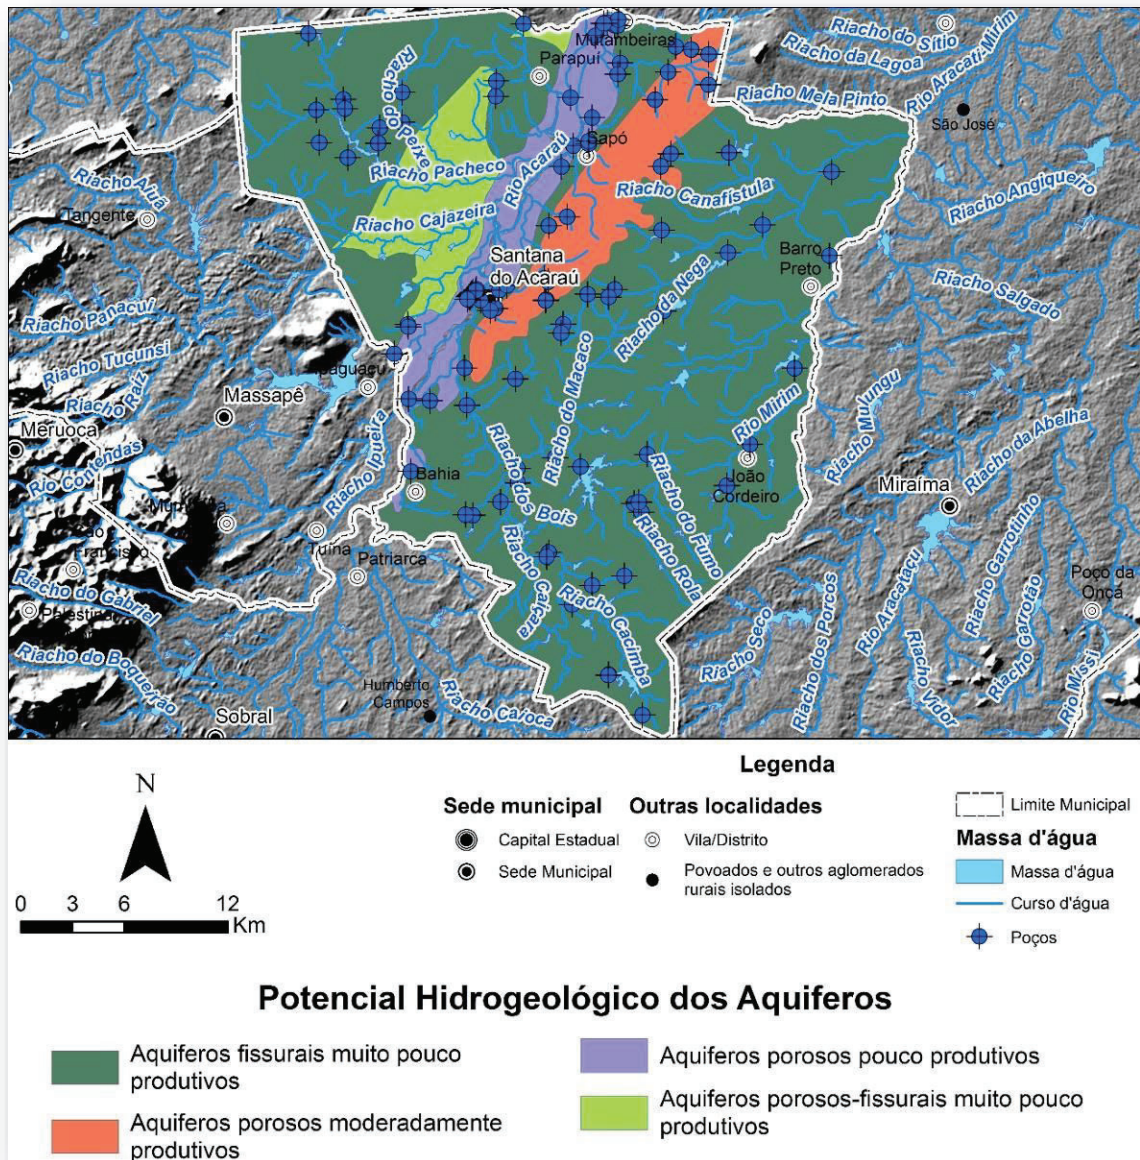 Riacho do Sítio
Riacho da Lagoa
Rio Aracati Mirim
Mutambeiras
Parapuí
Riacho do Peixe
Riacho Mela Pinto
São José
Sapó
Rio Acaraú
Riacho Pacheco
Riacho Canafístula
Riacho Angiqueiro
Riacho Aiuá
Tangente
Riacho Cajazeira
Santana
do Acaraú
Barro
Preto
Riacho da Nega
Riacho Salgado
Riacho Panacuí
Riacho Tucunsi
Riacho Raiz
Massapê
Meruoca
Rio Contendas
Riacho Ipueira
Riacho do Macaco
Rio Mirim
Riacho Mulungu
Riacho da Abelha
Bahia
Riacho dos Bois
João
Cordeiro
Miraíma
Tuína
Patriarca
Riacho do Fumo
Riacho Rola
Riacho Caiçara
Riacho Cacimba
Riacho do Gabriel
Riacho do Boqueirão
Sobral
Humberto
Campos
Riacho Caioca
Riacho Seco
Riacho dos Porcos
Rio Aracataçu
Riacho Vidor
Riacho Garrotinho
Riacho Garrotão
Poço da
Onça
Rio Missi
Legenda
N
Sede municipal
Capital Estadual
Sede Municipal
Outras localidades
Vila/Distrito
Povoados e outros aglomerados
rurais isolados
Limite Municipal
Massa d'água
Massa d'água
Curso d'água
Poços
0 3 6 12
Km
Potencial Hidrogeológico dos Aquiferos
Aquiferos fissurais muito pouco
produtivos
Aquiferos porosos moderadamente
produtivos
Aquiferos porosos pouco produtivos
Aquiferos porosos-fissurais muito pouco
produtivos